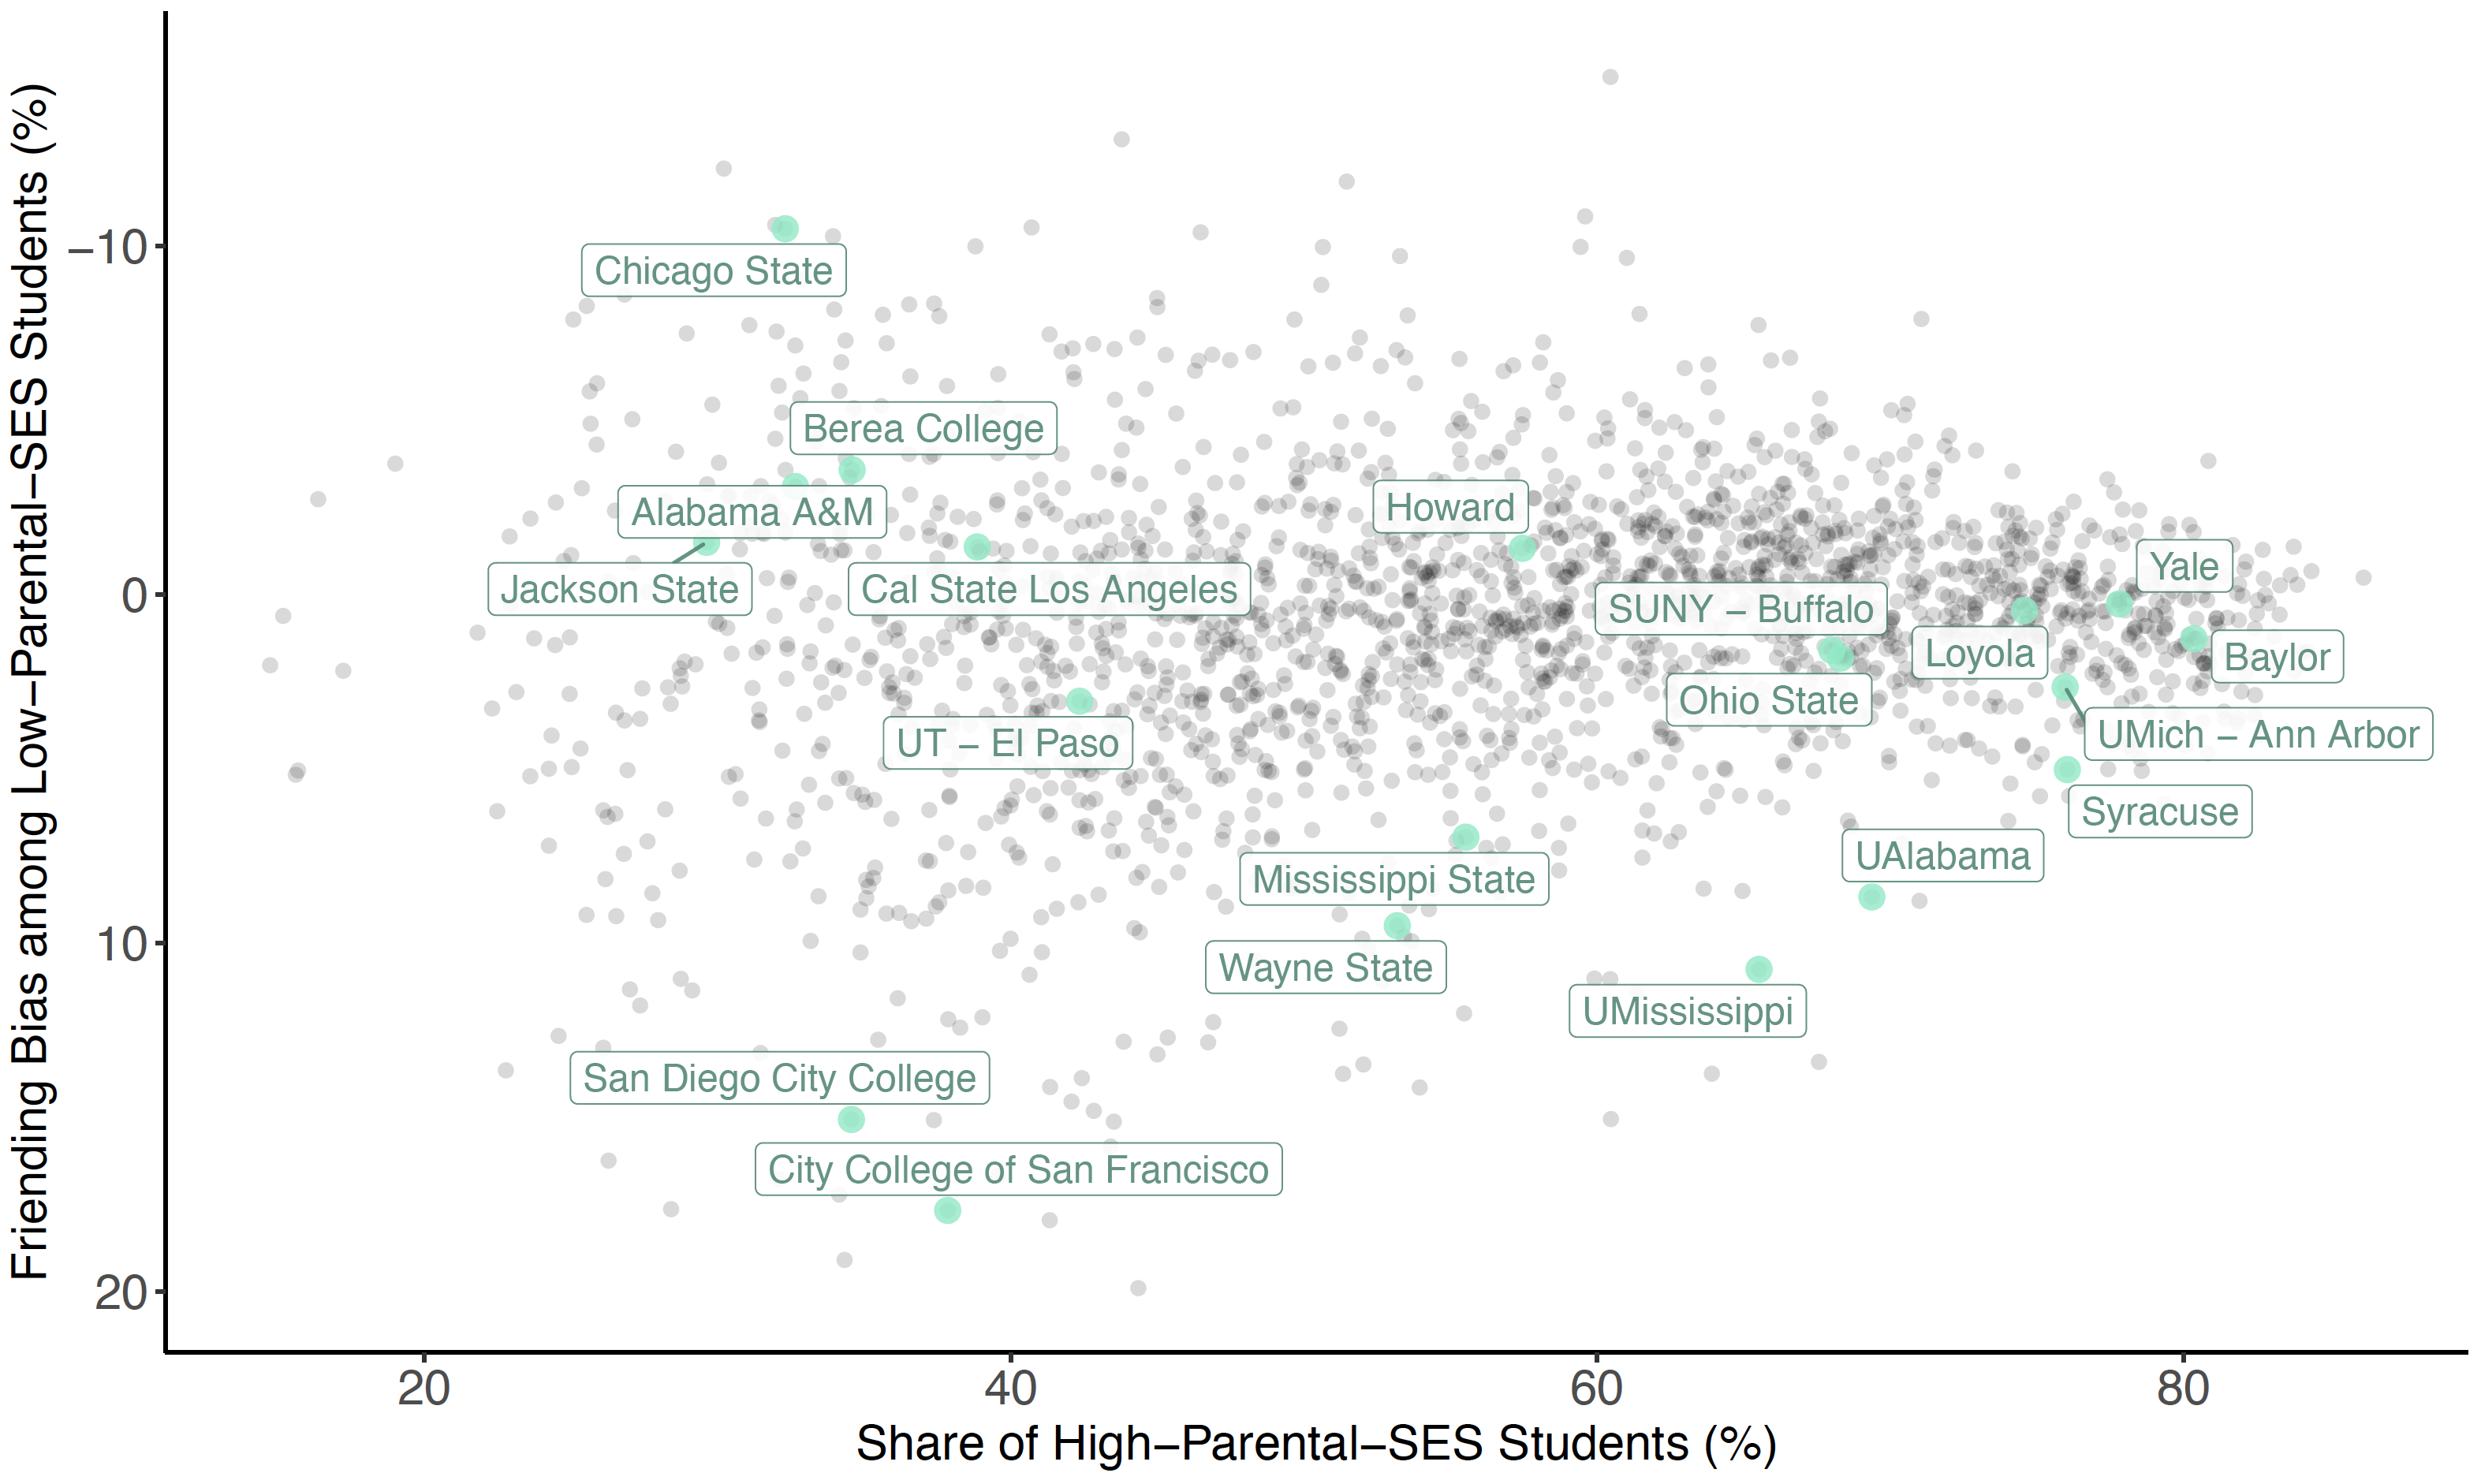 Friending Bias among Low−Parental−SES Students (%)
−10
0
10
20
Chicago State
Berea College
Alabama A&M
Howard
Jackson State
Cal State Los Angeles
Yale
SUNY − Buffalo
Loyola
Baylor
Ohio State
UMich − Ann Arbor
UT − El Paso
Syracuse
UAlabama
Mississippi State
Wayne State
UMississippi
San Diego City College
City College of San Francisco
20
40
60
80
Share of High−Parental−SES Students (%)